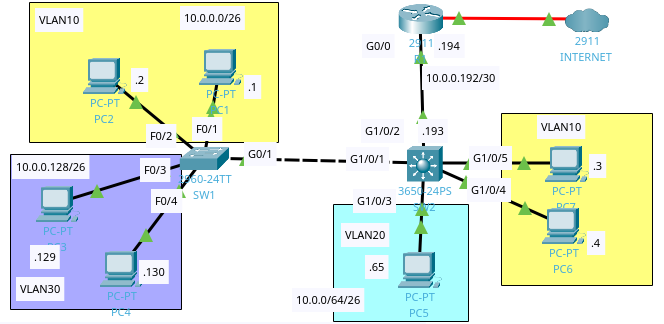 VLAN10
10.0.0.0/26
.2
.1
PC-PT
PC2
PC-PT
PC1
F0/2
F0/1
10.0.0.128/26
F0/3
2960-24TT
SW1
G0/1
F0/4
PC3
.129
.130
VLAN30
PC-PT
PC4
2911
G0/0
.194
2911
INTERNET
10.0.0.192/30
G1/0/2
.193
G1/0/1
G1/0/5
3650-24PS
SW2
G1/0/4
G1/0/3
VLAN10
.3
PC-PT
PC7
.4
PC-PT
PC6
VLAN20
.65
10.0.0/64/26
PC-PT
PC5